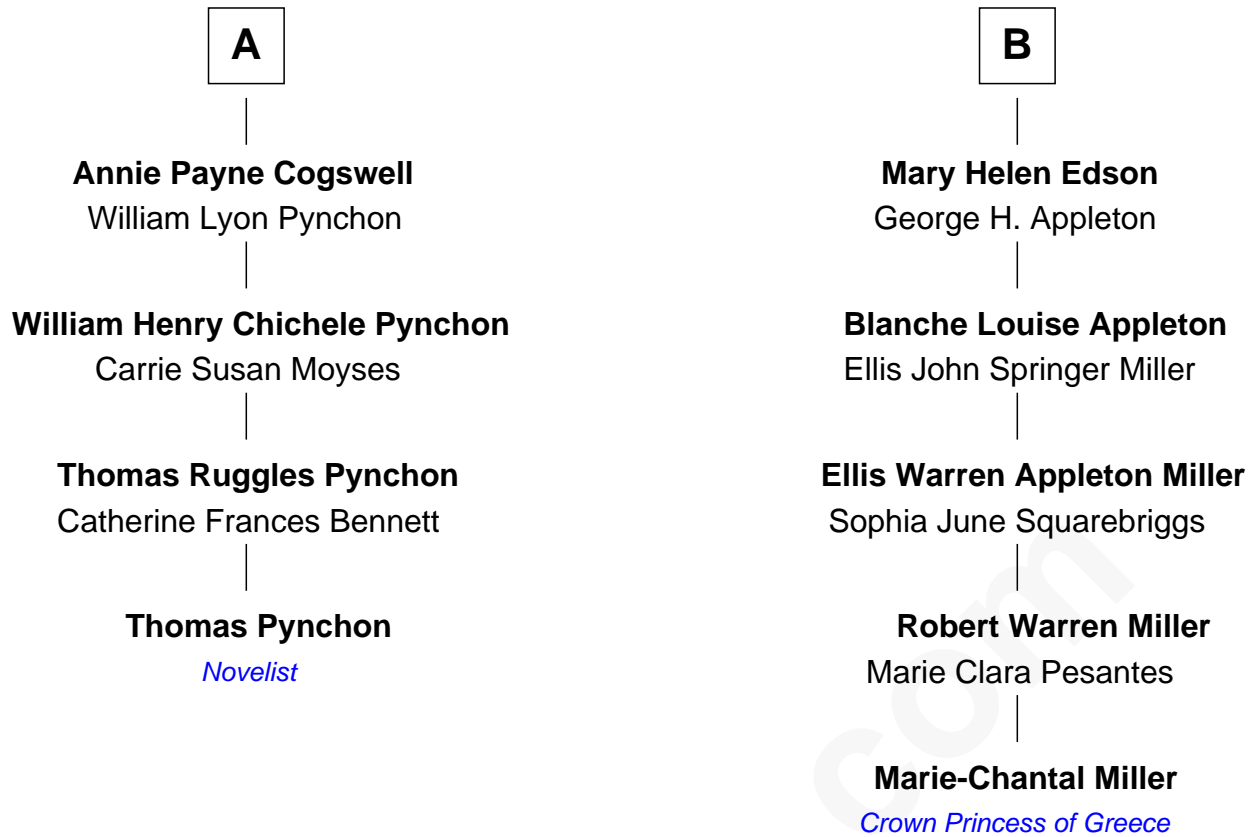 A
Annie Payne Cogswell
William Lyon Pynchon
William Henry Chichele Pynchon
Carrie Susan Moyses
Thomas Ruggles Pynchon
Catherine Frances Bennett
Thomas Pynchon
Novelist
B
Mary Helen Edson
George H. Appleton
Blanche Louise Appleton
Ellis John Springer Miller
Ellis Warren Appleton Miller
Sophia June Squarebriggs
Robert Warren Miller
Marie Clara Pesantes
Marie-Chantal Miller
Crown Princess of Greece
com